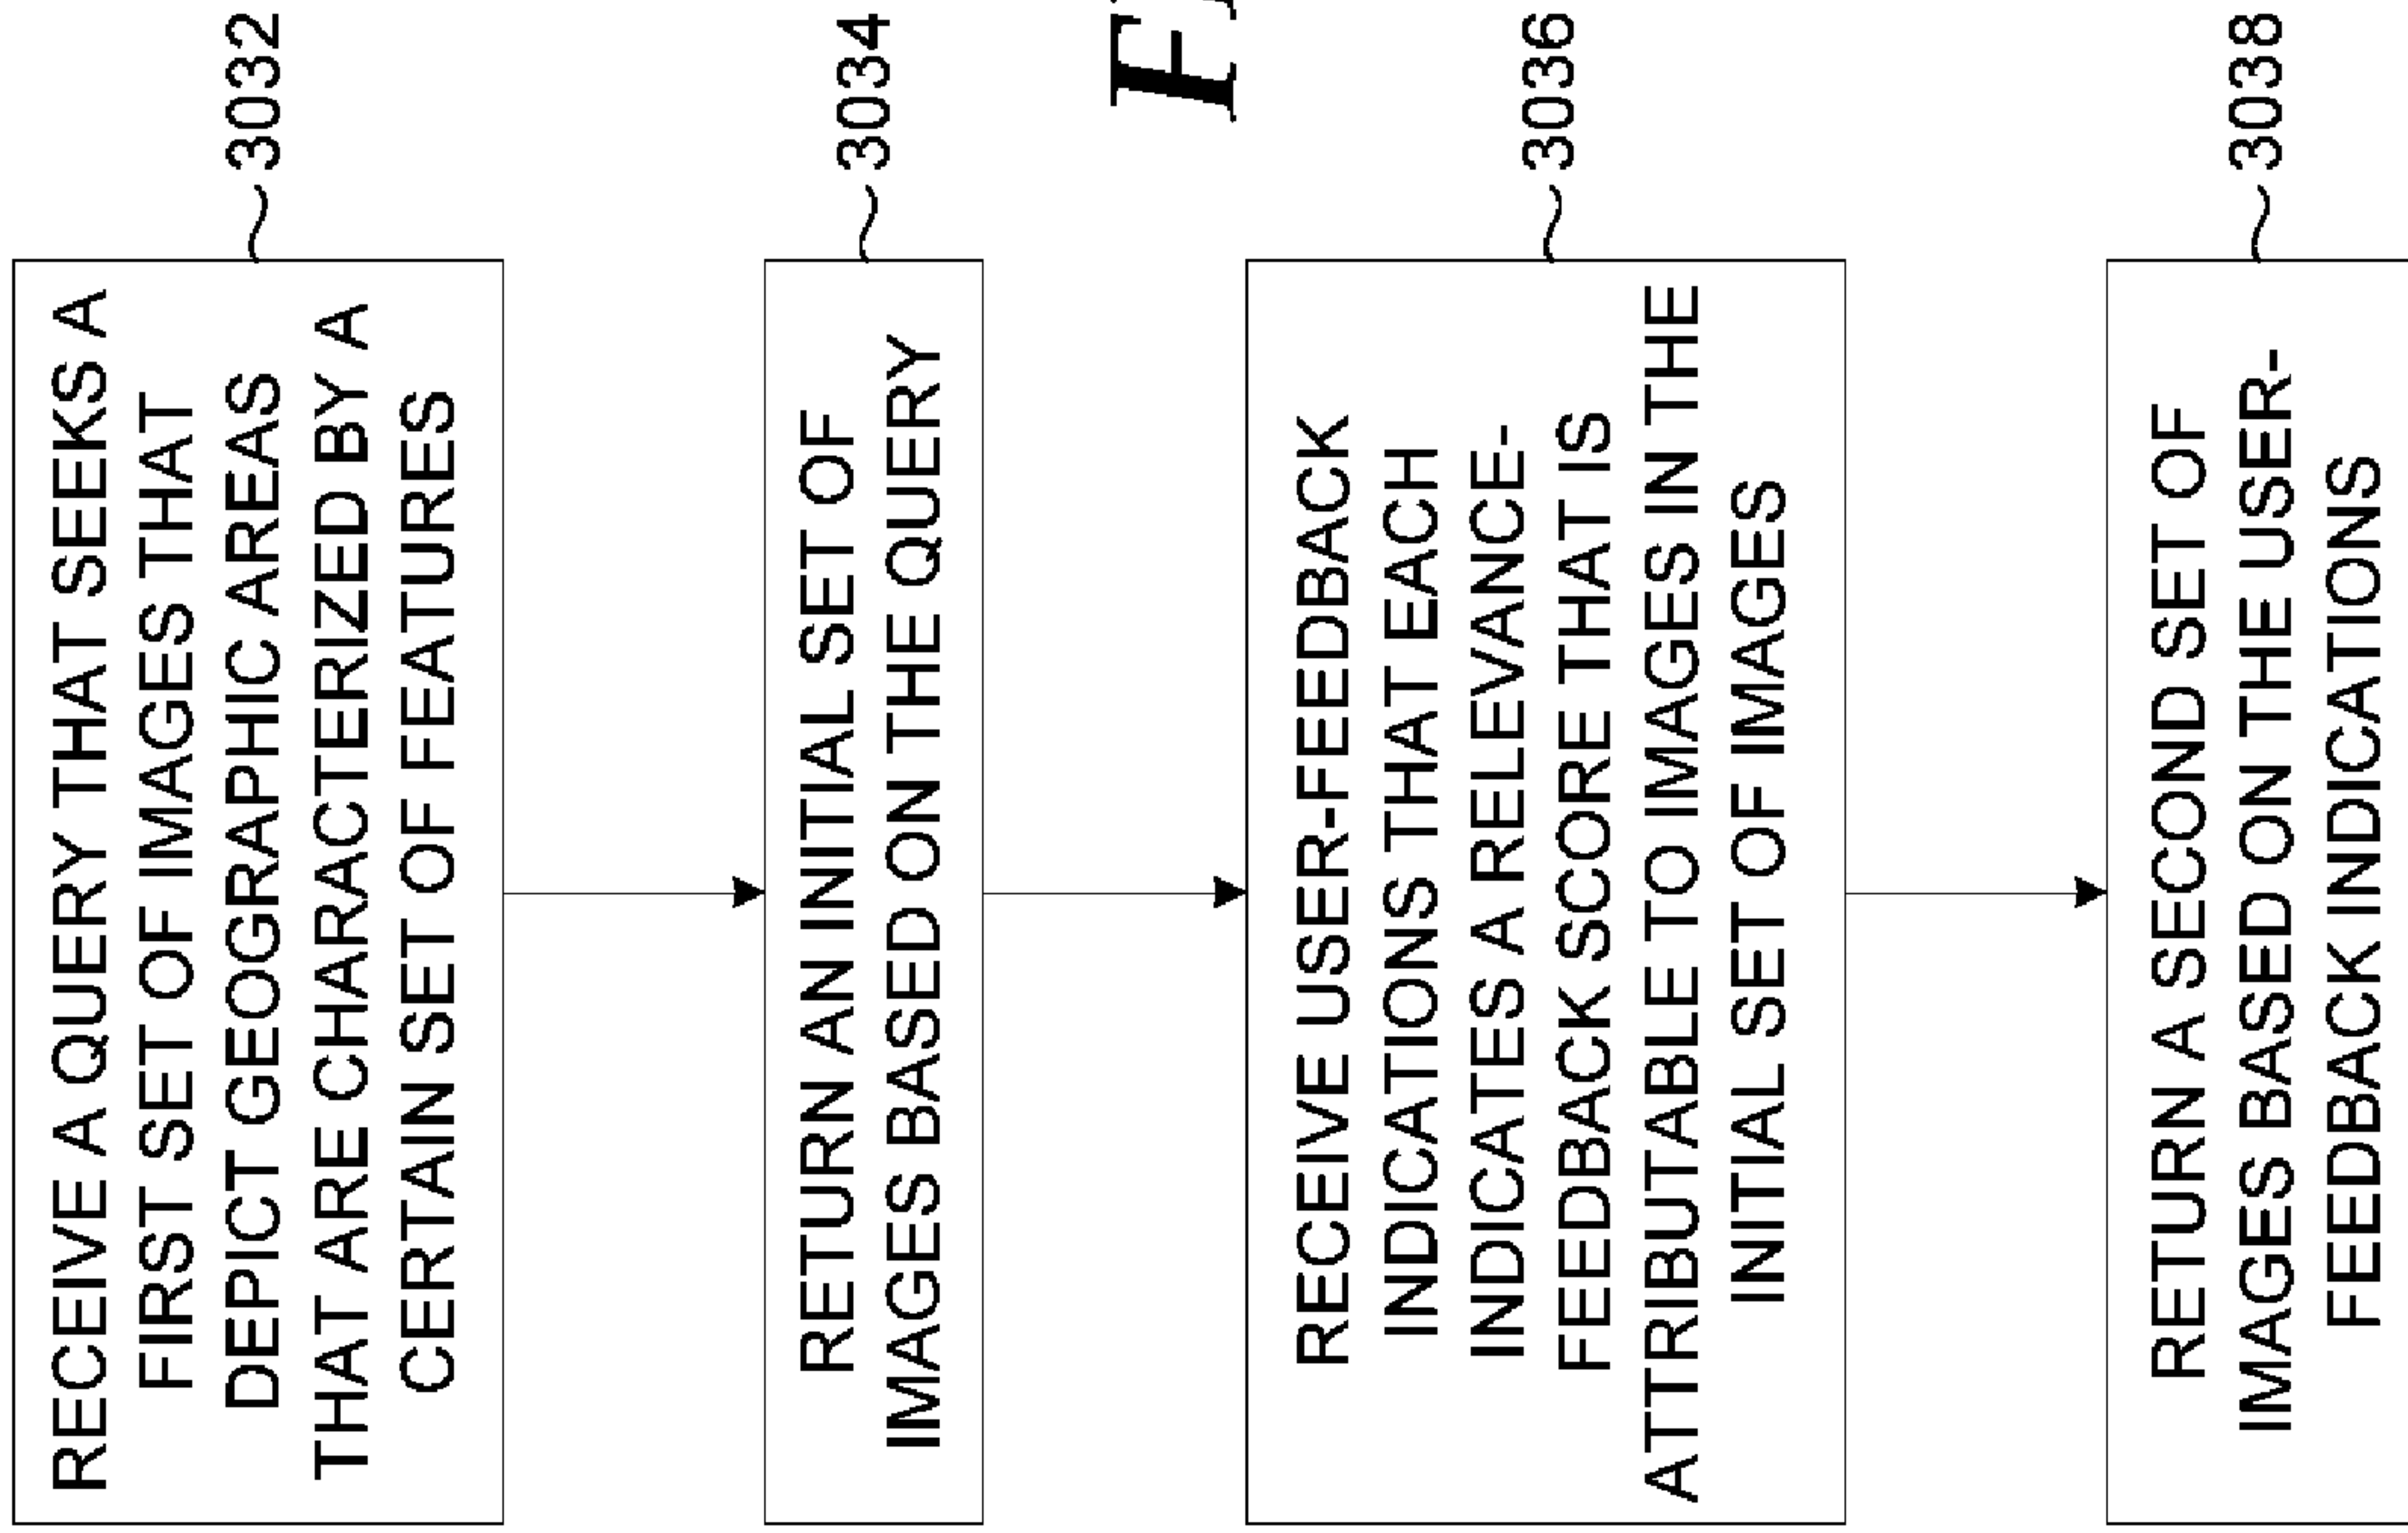 RECEIVE A QUERY THAT SEEKS A
FIRST SET OF IMAGES THAT
DEPICT GEOGRAPHIC AREAS
THAT ARE CHARACTERIZED BY A
CERTAIN SET OF FEATURES
3032
RETURN AN INITIAL SET OF
IMAGES BASED ON THE QUERY
3034
RECEIVE USER-FEEDBACK
INDICATIONS THAT EACH
INDICATES A RELEVANCE-
FEEDBACK SCORE THAT IS
ATTRIBUTABLE TO IMAGES IN THE
INITIAL SET OF IMAGES
3036
RETURN A SECOND SET OF
IMAGES BASED ON THE USER-
FEEDBACK INDICATIONS
3038